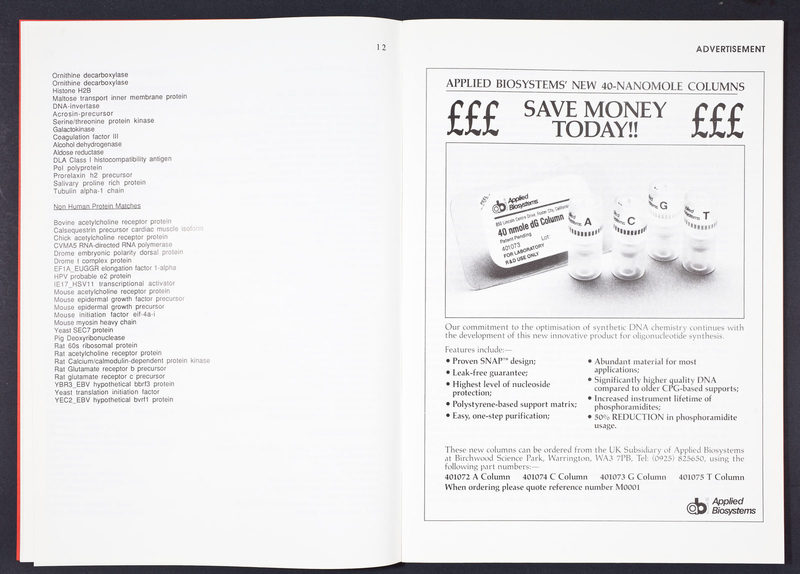 12
Ornithine decarboxylase
Ornithine decarboxylase
Histone H2B
Maltose transport inner membrane protein
DNA-invertase
Acrosin-precursor
Serine/threonine protein kinase
Galactokinase
Coagulation factor III
Alcohol dehydrogenase
Aldose reductase
DLA Class I histocompatibility antigen
Pol polyprotein
Prorelaxin h2 precursor
Salivary proline rich protein
Tubulin alpha-1 chain
Non Human Protein Matches
Bovine acetylcholine receptor protein
Calsequestrin precursor cardiac muscle isoform
Chick acetylcholine receptor protein
CVMA5 RNA-directed RNA polymerase
Drome embryonic polarity dorsal protein
Drome t complex protein
EF1A_EUGGR elongation factor 1-alpha
HPV probable e2 protein
IE17_HSV11 transcriptional activator
Mouse acetylcholine receptor protein
Mouse epidermal growth factor precursor
Mouse epidermal growth precursor
Mouse initiation factor eif-4a-i
Mouse myosin heavy chain
Yeast SEC7 protein
Pig Deoxyribonuclease
Rat 60s ribosomal protein
Rat acetylcholine receptor protein
Rat Calcium/calmodulin-dependent protein kinase
Rat Glutamate receptor b precursor
Rat glutamate receptor c precursor
YBR3_EBV hypothetical bbrf3 protein
Yeast translation initiation factor
YEC2_EBV hypothetical bvrf1 protein
ADVERTISEMENT
APPLIED BIOSYSTEMS' NEW 40-NANOMOLE COLUMNS
£££ SAVE MONEY £££
TODAY!!
Applied
Biosystems
850 Lincoln Centre Drive, Foster City, California
40 nmole dG Column
Patent Pending
401073 Lot:
FOR LABORATORY
R&D USE ONLY
A
C
G
T
Our commitment to the optimisation of synthetic DNA chemistry continues with
the development of this new innovative product for oligonucleotide synthesis.
Features include:—
• Proven SNAP™ design;
• Leak-free guarantee;
• Highest level of nucleoside
protection;
• Polystyrene-based support matrix;
• Easy, one-step purification;
• Abundant material for most
applications;
• Significantly higher quality DNA
compared to older CPG-based supports;
• Increased instrument lifetime of
phosphoramidites;
• 50% REDUCTION in phosphoramidite
usage.
These new columns can be ordered from the UK Subsidiary of Applied Biosystems
at Birchwood Science Park, Warrington, WA3 7PB, Tel: (0925) 825650, using the
following part numbers:—
401072 A Column 401074 C Column 401073 G Column 401075 T Column
When ordering please quote reference number M0001
Applied
Biosystems